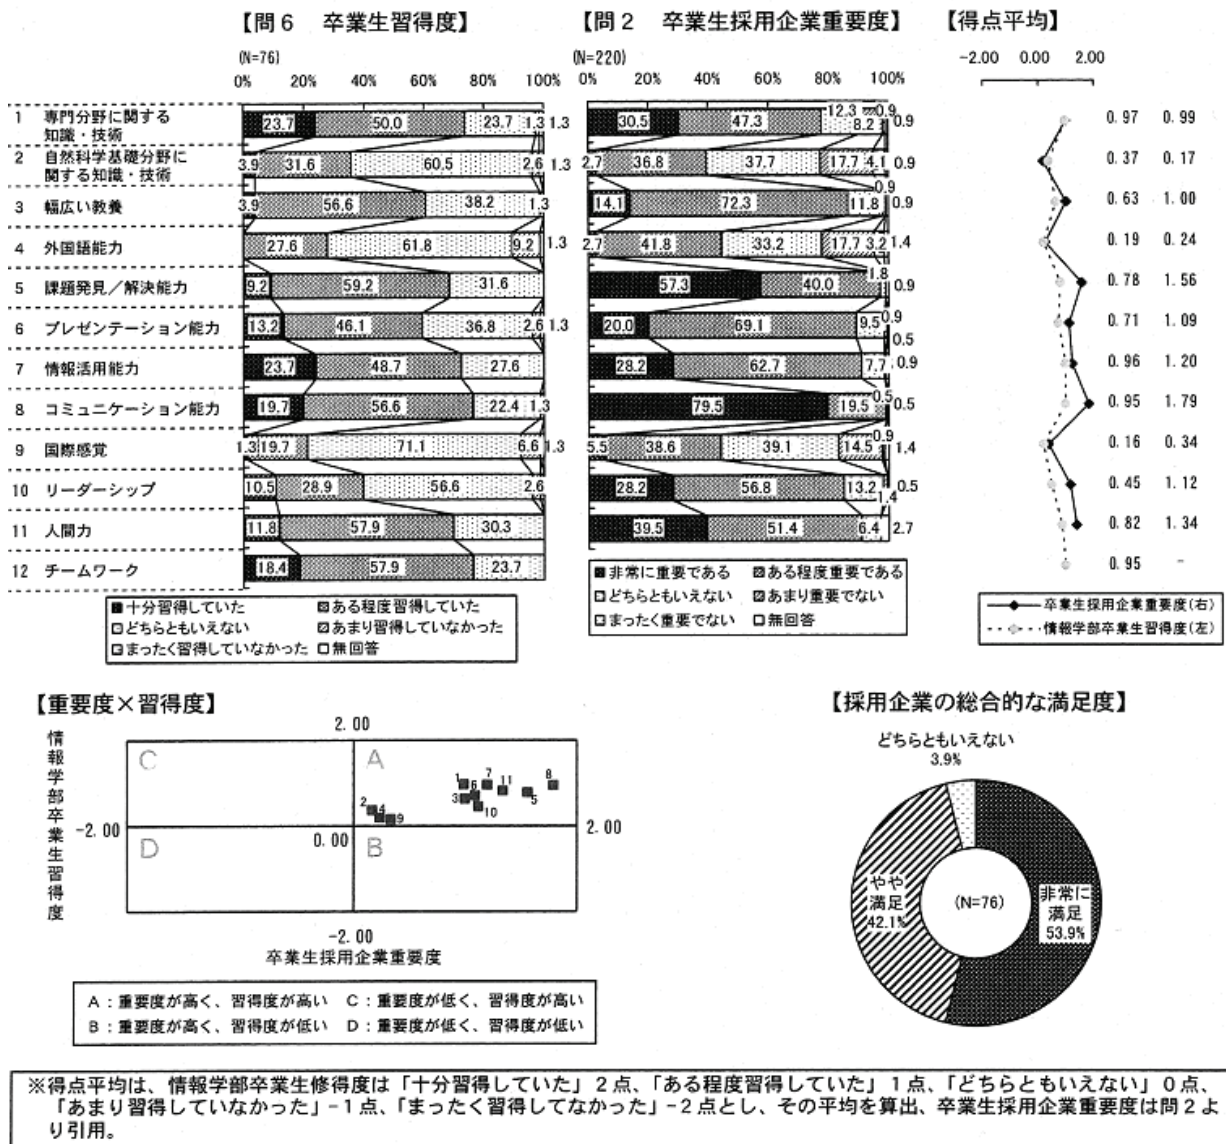 【問6 卒業生習得度】 【問2 卒業生採用企業重要度】 【得点平均】
(N=76) (N=220) -2.00 0.00 2.00
0% 20% 40% 60% 80% 100% 0% 20% 40% 60% 80% 100%
1 専門分野に関する知識・技術 23.7 50.0 23.7 1.3 1.3 30.5 47.3 12.3 8.2 0.9 0.9 0.97 0.99
2 自然科学基礎分野に関する知識・技術 3.9 31.6 60.5 2.6 1.3 2.7 36.8 37.7 17.7 4.1 0.9 0.37 0.17
3 幅広い教養 3.9 56.6 38.2 1.3 14.1 72.3 11.8 0.9 0.9 0.63 1.00
4 外国語能力 27.6 61.8 9.2 1.3 2.7 41.8 33.2 17.7 3.2 1.4 0.19 0.24
5 課題発見／解決能力 9.2 59.2 31.6 57.3 40.0 1.8 0.9 0.78 1.56
6 プレゼンテーション能力 13.2 46.1 36.8 2.6 1.3 20.0 69.1 9.5 0.9 0.5 0.71 1.09
7 情報活用能力 23.7 48.7 27.6 28.2 62.7 7.7 0.9 0.96 1.20
8 コミュニケーション能力 19.7 56.6 22.4 1.3 79.5 19.5 0.5 0.5 0.95 1.79
9 国際感覚 1.3 19.7 71.1 6.6 1.3 5.5 38.6 39.1 14.5 0.9 1.4 0.16 0.34
10 リーダーシップ 10.5 28.9 56.6 2.6 1.3 28.2 56.8 13.2 1.4 0.5 0.45 1.12
11 人間力 11.8 57.9 30.3 39.5 51.4 6.4 2.7 0.82 1.34
12 チームワーク 18.4 57.9 23.7 0.95 -
十分習得していた ある程度習得していた
どちらともいえない あまり習得していなかった
まったく習得していなかった 無回答
非常に重要である ある程度重要である
どちらともいえない あまり重要でない
まったく重要でない 無回答
卒業生採用企業重要度(右)
情報学部卒業生習得度(左)
【重要度×習得度】
情報学部卒業生習得度
2.00
C A
1 7 11 8
3 6 5
2 4 9 10
-2.00 0.00 2.00
D B
-2.00
卒業生採用企業重要度
A：重要度が高く、習得度が高い C：重要度が低く、習得度が高い
B：重要度が高く、習得度が低い D：重要度が低く、習得度が低い
【採用企業の総合的な満足度】
どちらともいえない
3.9%
やや
満足
42.1%
(N=76)
非常に
満足
53.9%
※得点平均は、情報学部卒業生修得度は「十分習得していた」2点、「ある程度習得していた」1点、「どちらともいえない」0点、
「あまり習得していなかった」-1点、「まったく習得してなかった」-2点とし、その平均を算出、卒業生採用企業重要度は問2よ
り引用。